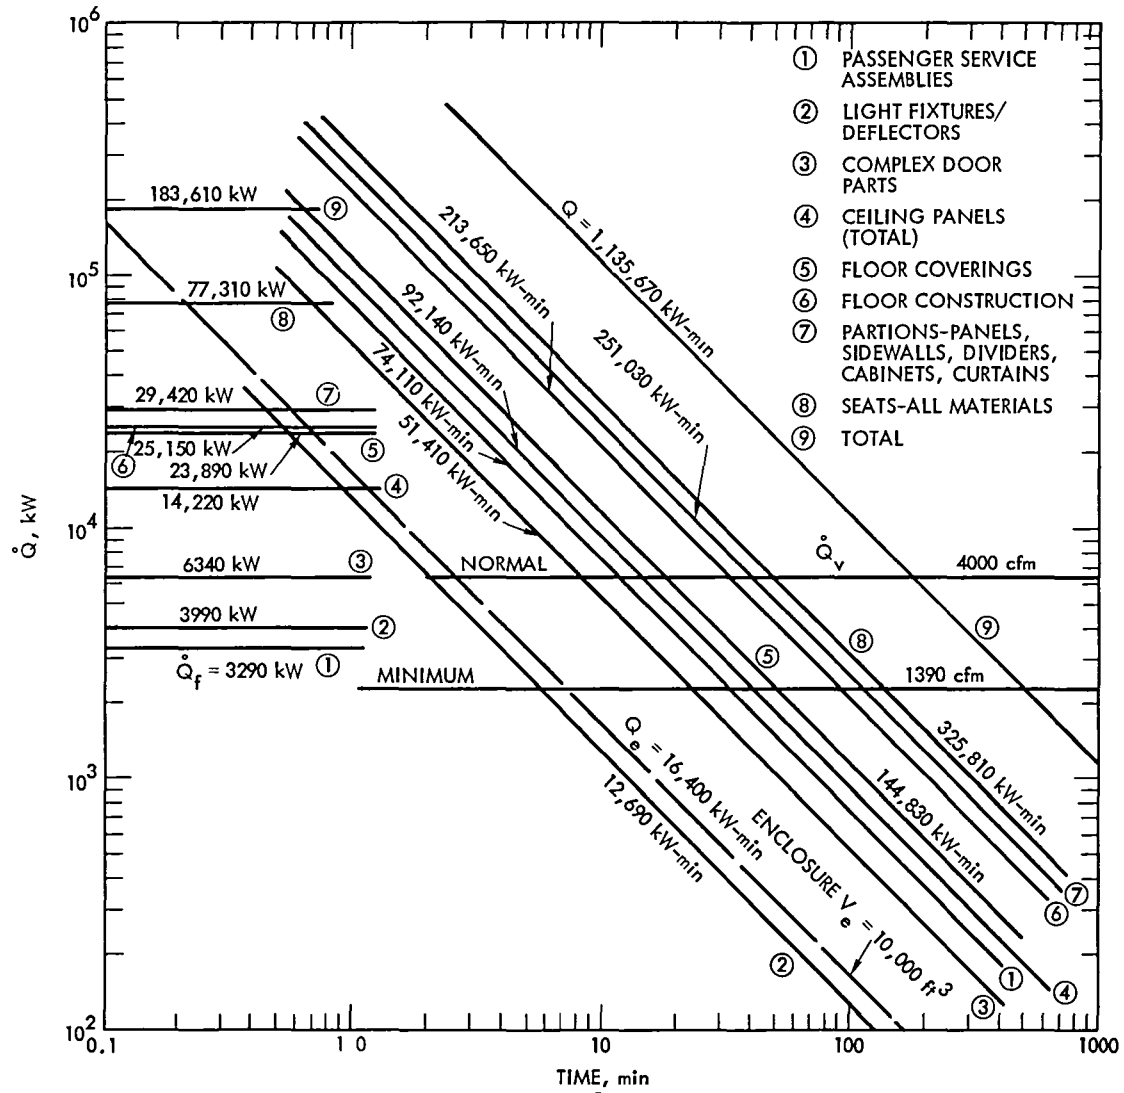 10^6
① PASSENGER SERVICE
ASSEMBLIES
② LIGHT FIXTURES/
DEFLECTORS
③ COMPLEX DOOR
PARTS
④ CEILING PANELS
(TOTAL)
⑤ FLOOR COVERINGS
⑥ FLOOR CONSTRUCTION
⑦ PARTIONS-PANELS,
SIDEWALLS, DIVIDERS,
CABINETS, CURTAINS
⑧ SEATS-ALL MATERIALS
⑨ TOTAL
183,610 kW
⑨
Q = 1,135,670 kW-min
213,650 kW-min
10^5
77,310 kW
⑧
92,140 kW-min
251,030 kW-min
74,110 kW-min
29,420 kW
⑦
51,410 kW-min
25,150 kW
⑥
23,890 kW
⑤
14,220 kW
④
Q̊, kW
10^4
6340 kW
③
NORMAL
Q̊v
4000 cfm
3990 kW
②
⑨
⑧
⑤
Q̊f = 3290 kW
①
MINIMUM
1390 cfm
Qe = 16,400 kW-min
325,810 kW-min
10^3
12,690 kW-min
144,830 kW-min
ENCLOSURE Ve = 10,000 ft3
⑦
⑥
②
①
④
③
10^2
0.1
1 0
10
100
1000
TIME, min